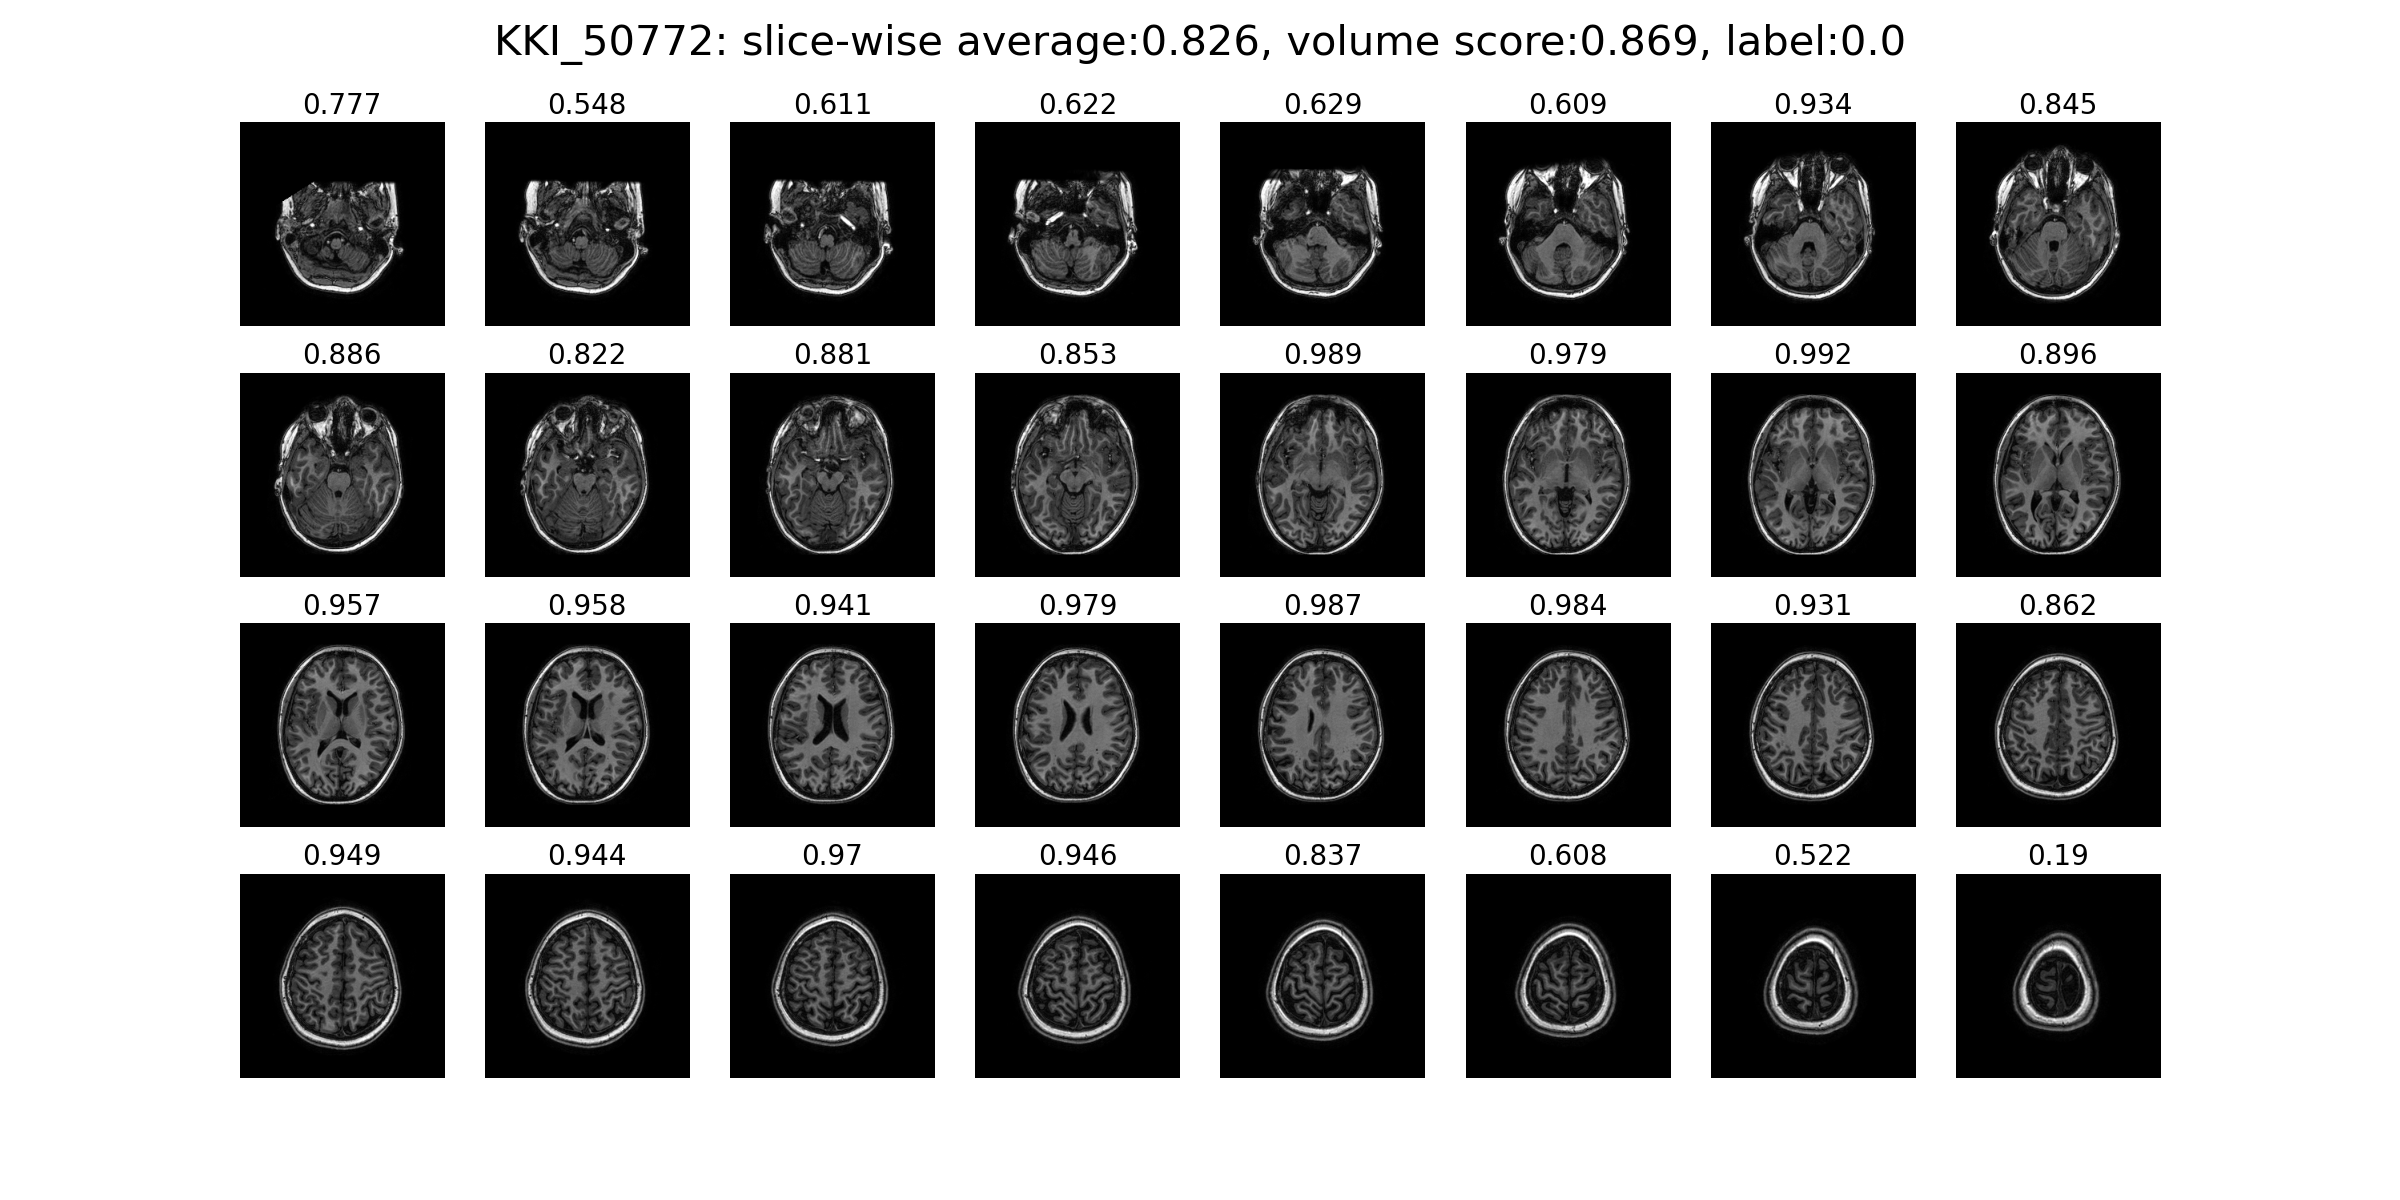 KKI_50772: slice-wise average:0.826, volume score:0.869, label:0.0
0.777 0.548 0.611 0.622 0.629 0.609 0.934 0.845
0.886 0.822 0.881 0.853 0.989 0.979 0.992 0.896
0.957 0.958 0.941 0.979 0.987 0.984 0.931 0.862
0.949 0.944 0.97 0.946 0.837 0.608 0.522 0.19